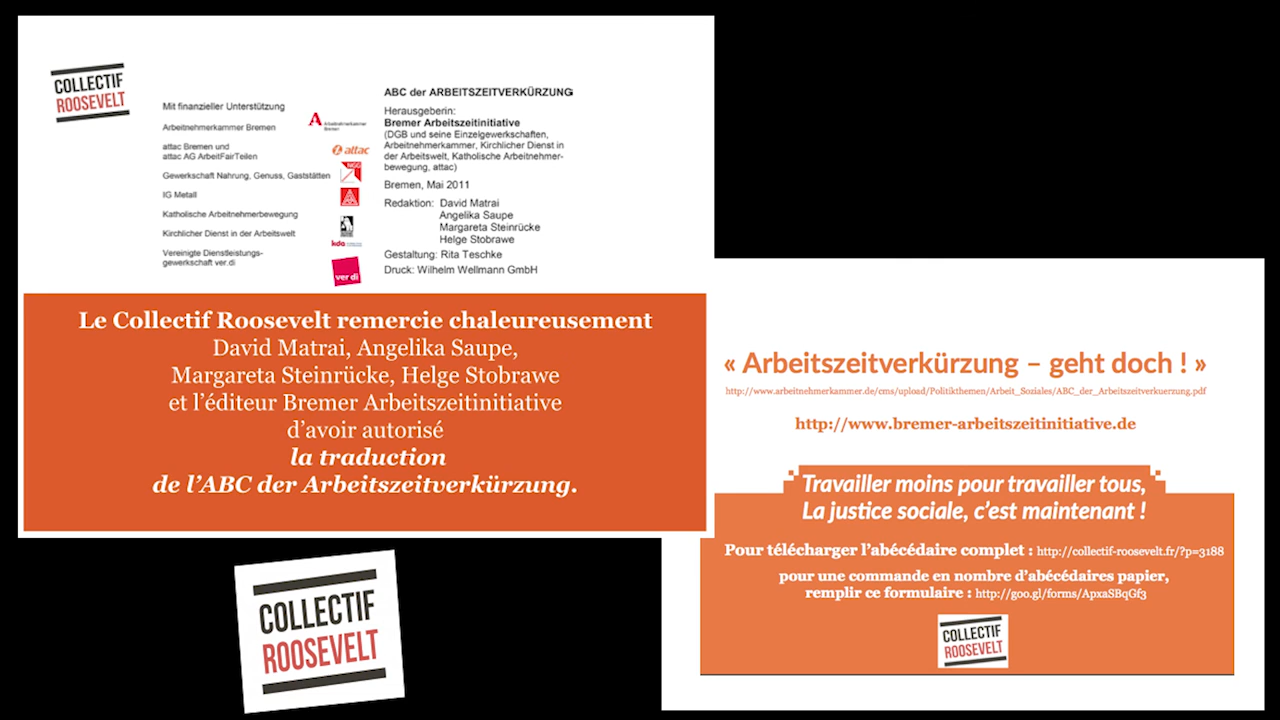 COLLECTIF
ROOSEVELT
Mit finanzieller Unterstützung
Arbeitnehmerkammer Bremen
Arbeitnehmerkammer
Bremen
attac Bremen und
attac AG ArbeitFairTeilen
attac
Gewerkschaft Nahrung, Genuss, Gaststätten
NGG
IG Metall
Katholische Arbeitnehmerbewegung
Kirchlicher Dienst in der Arbeitswelt
kda
Vereinigte Dienstleistungs-
gewerkschaft ver.di
ver.di
ABC der ARBEITSZEITVERKÜRZUNG
Herausgeberin:
Bremer Arbeitszeitinitiative
(DGB und seine Einzelgewerkschaften,
Arbeitnehmerkammer, Kirchlicher Dienst in
der Arbeitswelt, Katholische Arbeitnehmer-
bewegung, attac)
Bremen, Mai 2011
Redaktion: David Matrai
Angelika Saupe
Margareta Steinrücke
Helge Stobrawe
Gestaltung: Rita Teschke
Druck: Wilhelm Wellmann GmbH
Le Collectif Roosevelt remercie chaleureusement
David Matrai, Angelika Saupe,
Margareta Steinrücke, Helge Stobrawe
et l’éditeur Bremer Arbeitszeitinitiative
d’avoir autorisé
la traduction
de l’ABC der Arbeitszeitverkürzung.
« Arbeitszeitverkürzung – geht doch ! »
http://www.arbeitnehmerkammer.de/cms/upload/Politikthemen/Arbeit_Soziales/ABC_der_Arbeitszeitverkuerzung.pdf
http://www.bremer-arbeitszeitinitiative.de
Travailler moins pour travailler tous,
La justice sociale, c’est maintenant !
Pour télécharger l’abécédaire complet : http://collectif-roosevelt.fr/?p=3188
pour une commande en nombre d’abécédaires papier,
remplir ce formulaire : http://goo.gl/forms/ApxaSBqGf3
COLLECTIF
ROOSEVELT
COLLECTIF
ROOSEVELT